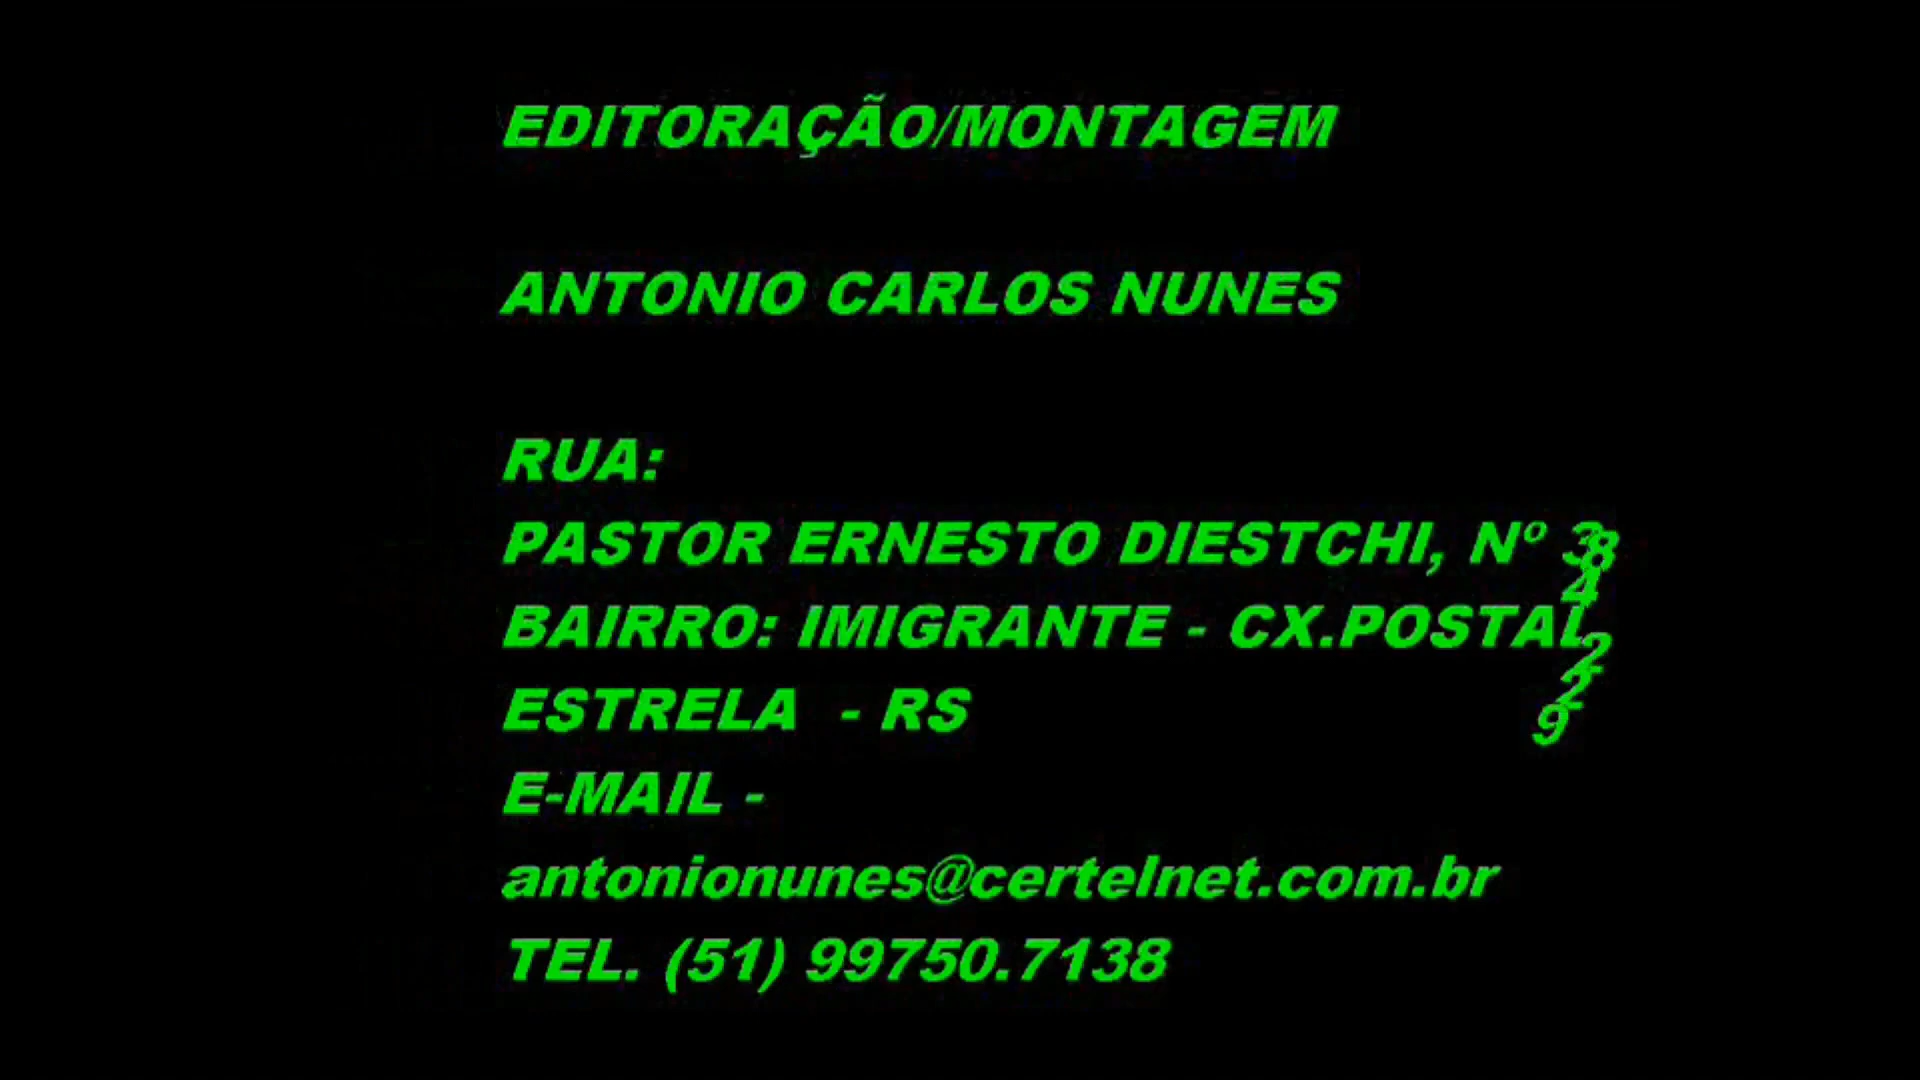 EDITORAÇÃO/MONTAGEM
ANTONIO CARLOS NUNES
RUA:
PASTOR ERNESTO DIESTCHI, Nº
BAIRRO: IMIGRANTE - CX.POSTAL
ESTRELA - RS
E-MAIL -
antonionunes@certelnet.com.br
TEL. (51) 99750.7138